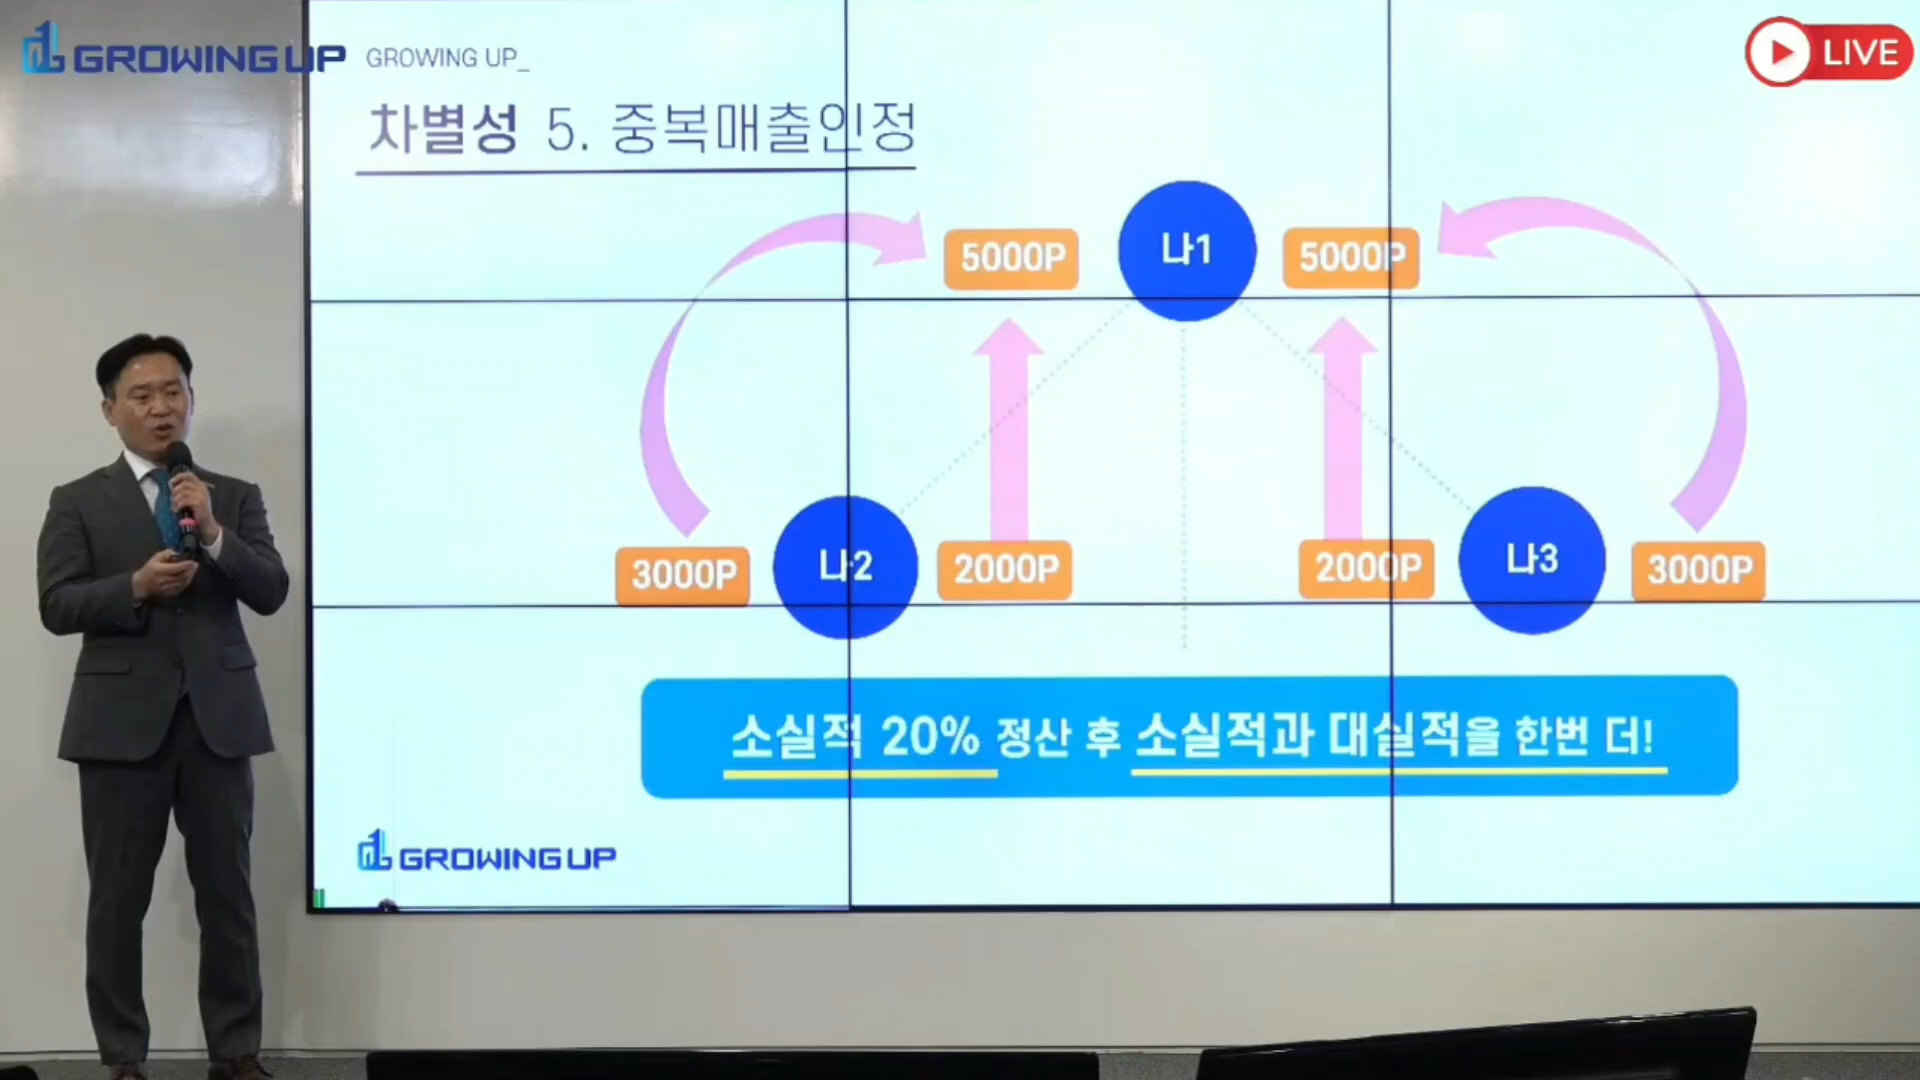 GROWING UP
GROWING UP_
LIVE
차별성 5. 중복매출인정
5000P
나1
5000P
3000P
나2
2000P
2000P
나3
3000P
소실적 20% 정산 후 소실적과 대실적을 한번 더!
GROWING UP